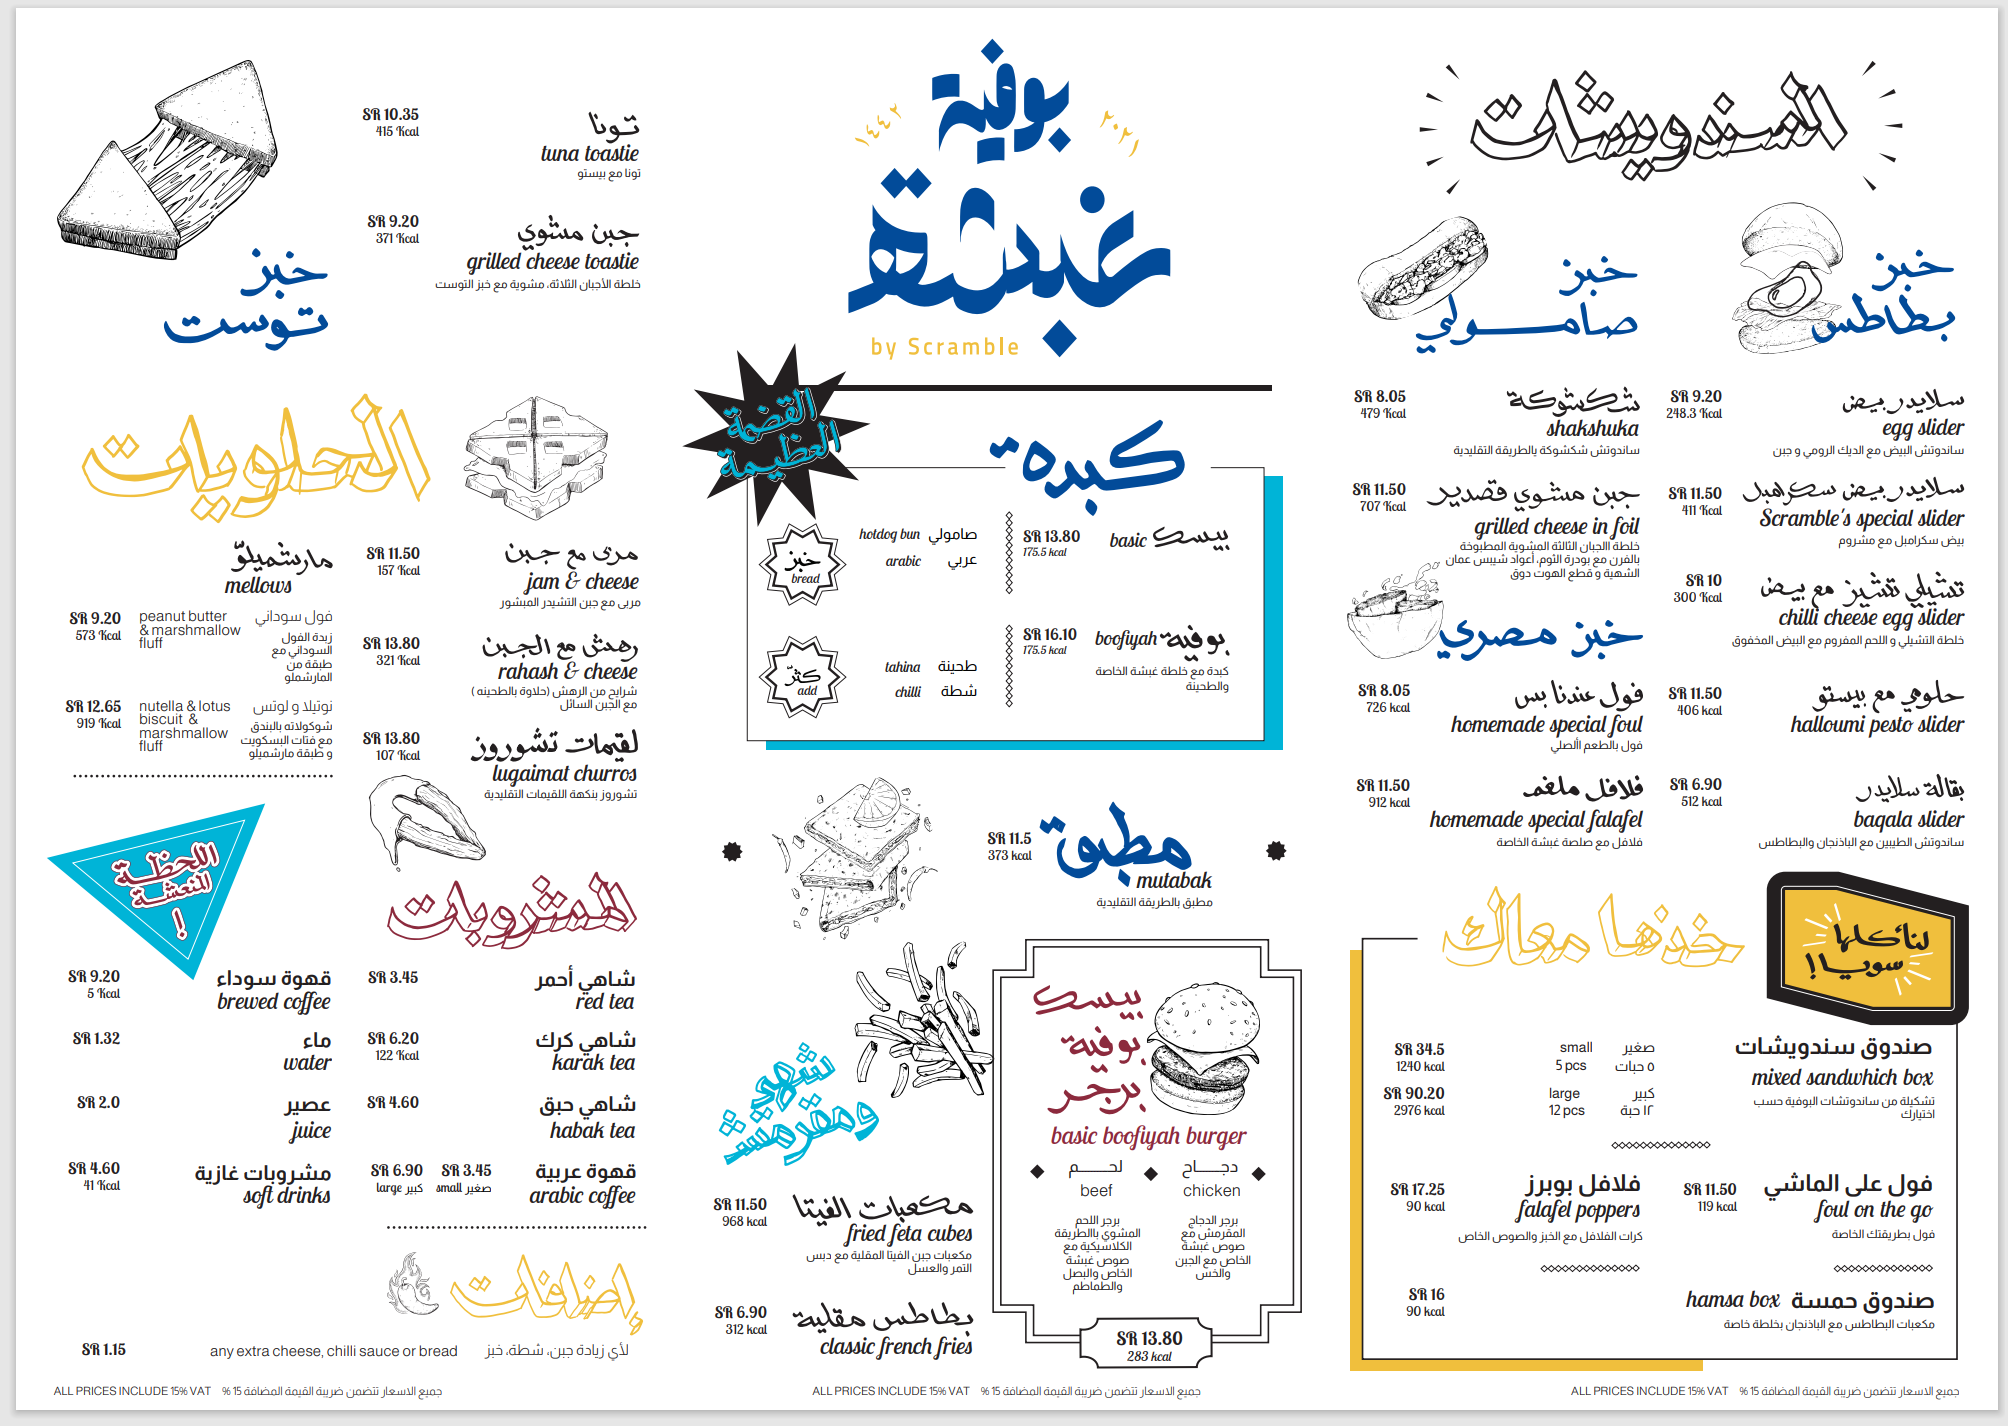 السندويشات
خبز
بطاطس
سلايدر بيض
SR 9.20
egg slider
248.3 Kcal
ساندوتش البيض مع الديك الرومي و جبن
سلايدر بيض سكرامبل
SR 11.50
Scramble's special slider
411 Kcal
بيض سكرامبل مع مشروم
تشيلي تشيز مع بيض
SR 10
chilli cheese egg slider
300 Kcal
خلطة التشيلي و اللحم المفروم مع البيض المخفوق
حلومي مع بيستو
SR 11.50
halloumi pesto slider
406 kcal
بقالة سلايدر
SR 6.90
baqala slider
512 kcal
ساندوتش الطيبين مع الباذنجان والبطاطس
خبز
صامولي
شكشوكة
SR 8.05
shakshuka
479 Kcal
ساندوتش شكشوكة بالطريقة التقليدية
جبن مشوي قصدير
SR 11.50
grilled cheese in foil
707 Kcal
خلطة االجبان الثالثة المشوية المطبوخة
بالفرن مع بودرة الثوم، أعواد شيبس عمان
الشهية و قطع الهوت دوق
خبز مصري
فول عندنا بس
SR 8.05
homemade special foul
726 kcal
فول بالطعم األصلي
فلافل ملغم
SR 11.50
homemade special falafel
912 kcal
فلافل مع صلصة غبشة الخاصة
لنأكلها
سويا!
خذها معاك
صندوق سندويشات
mixed sandwhich box
تشكيلة من ساندوتشات البوفية حسب
اختيارك
صغير small
٥ حبات 5 pcs
SR 34.5
1240 kcal
كبير large
١٢ حبة 12 pcs
SR 90.20
2976 kcal
فول على الماشي
SR 11.50
foul on the go
119 kcal
فول بطريقتك الخاصة
فلافل بوبرز
SR 17.25
falafel poppers
90 kcal
كرات الفلافل مع الخبز والصوص الخاص
صندوق حمسة hamsa box
SR 16
90 kcal
مكعبات البطاطس مع الباذنجان بخلطة خاصة
ALL PRICES INCLUDE 15% VAT جميع الاسعار تتضمن ضريبة القيمة المضافة 15 %
بوفية
١٤٤٢
٢٠٢١
غبشة
by Scramble
القضمة
العظيمة
كبدة
بيسك basic
SR 13.80
175.5 kcal
صامولي hotdog bun
عربي arabic
خبز
bread
بوفية boofiyah
SR 16.10
175.5 kcal
كبدة مع خلطة غبشة الخاصة
والطحينة
طحينة tahina
شطة chilli
كثّر
add
مطبق
SR 11.5
mutabak
373 kcal
مطبق بالطريقة التقليدية
بيسك
بوفية
برجر
basic boofiyah burger
دجاج
chicken
برجر الدجاج
المقرمش مع
صوص غبشة
الخاص مع الجبن
والخس
لحم
beef
برجر اللحم
المشوي باالطريقة
الكلاسيكية مع
صوص غبشة
الخاص والبصل
والطماطم
SR 13.80
283 kcal
شهي
ومقرمش
مكعبات الفيتا
SR 11.50
fried feta cubes
968 kcal
مكعبات جبن الفيتا المقلية مع دبس
التمر والعسل
بطاطس مقلية
SR 6.90
classic french fries
312 kcal
ALL PRICES INCLUDE 15% VAT جميع الاسعار تتضمن ضريبة القيمة المضافة 15 %
خبز
توست
تونا
SR 10.35
tuna toastie
415 Kcal
تونا مع بيستو
جبن مشوي
SR 9.20
grilled cheese toastie
371 Kcal
خلطة الأجبان الثلاثة، مشوية مع خبز التوست
الحلويات
مربى مع جبن
SR 11.50
jam & cheese
157 Kcal
مربى مع جبن التشيدر المبشور
رهش مع الجبن
SR 13.80
rahash & cheese
321 Kcal
شرايح من الرهش (حلاوة بالطحينه )
مع الجبن السائل
لقيمات تشوروز
SR 13.80
lugaimat churros
107 Kcal
تشوروز بنكهة اللقيمات التقليدية
مارشميلوّ
mellows
فول سوداني
زبدة الفول
السوداني مع
طبقة من
المارشملو
peanut butter
& marshmallow
fluff
SR 9.20
573 Kcal
نوتيلا و لوتس
شوكولاته بالبندق
مع فتات البسكويت
و طبقة مارشميلو
nutella & lotus
biscuit &
marshmallow
fluff
SR 12.65
919 Kcal
اللحظة
المنعشة
!
المشروبات
شاهي أحمر
SR 3.45
red tea
شاهي كرك
SR 6.20
karak tea
122 Kcal
شاهي حبق
SR 4.60
habak tea
قهوة عربية
arabic coffee
SR 3.45
صغير small
SR 6.90
كبير large
قهوة سوداء
SR 9.20
brewed coffee
5 Kcal
ماء
SR 1.32
water
عصير
SR 2.0
juice
مشروبات غازية
SR 4.60
soft drinks
41 Kcal
إضافات
لأي زيادة جبن، شطة، خبز
any extra cheese, chilli sauce or bread
SR 1.15
ALL PRICES INCLUDE 15% VAT جميع الاسعار تتضمن ضريبة القيمة المضافة 15 %